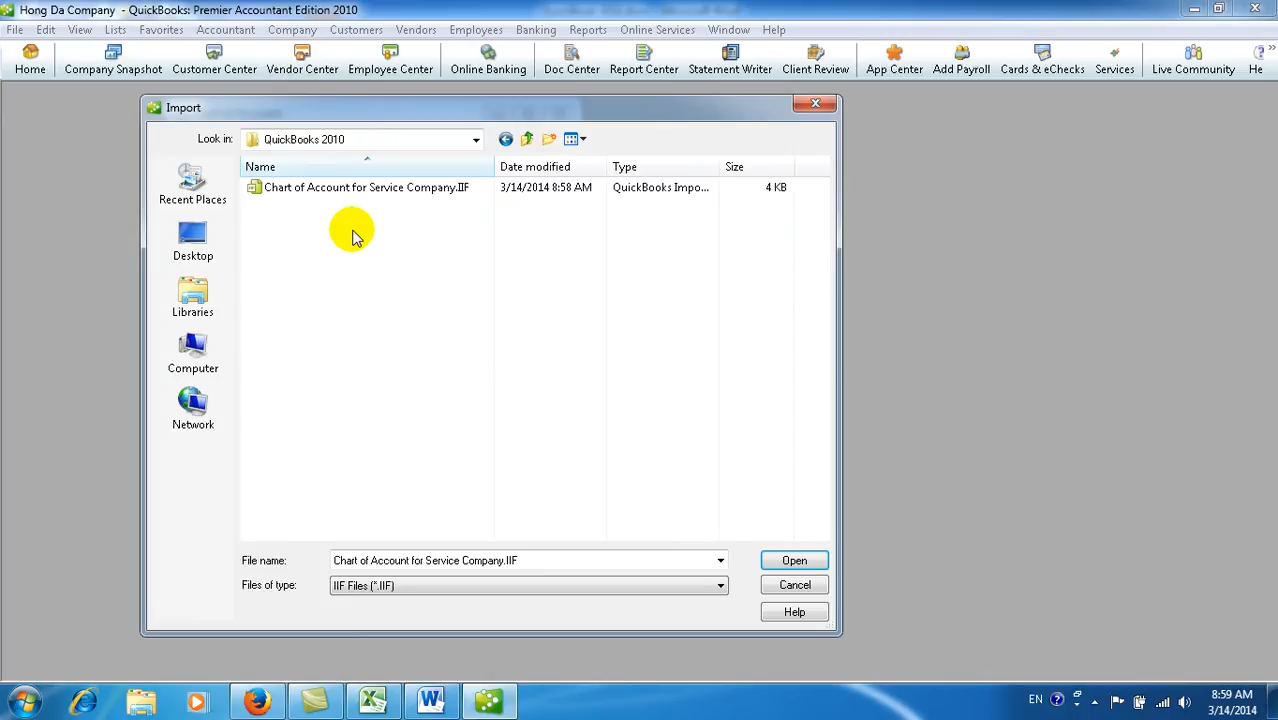 Hong Da Company - QuickBooks: Premier Accountant Edition 2010
File Edit View Lists Favorites Accountant Company Customers Vendors Employees Banking Reports Online Services Window Help
Home Company Snapshot Customer Center Vendor Center Employee Center Online Banking Doc Center Report Center Statement Writer Client Review App Center Add Payroll Cards & eChecks Services Live Community He
Import
Look in: QuickBooks 2010
Name Date modified Type Size
Chart of Account for Service Company.IIF 3/14/2014 8:58 AM QuickBooks Impo... 4 KB
Recent Places
Desktop
Libraries
Computer
Network
File name: Chart of Account for Service Company.IIF Open
Files of type: IIF Files (*.IIF) Cancel
Help
EN 8:59 AM
3/14/2014